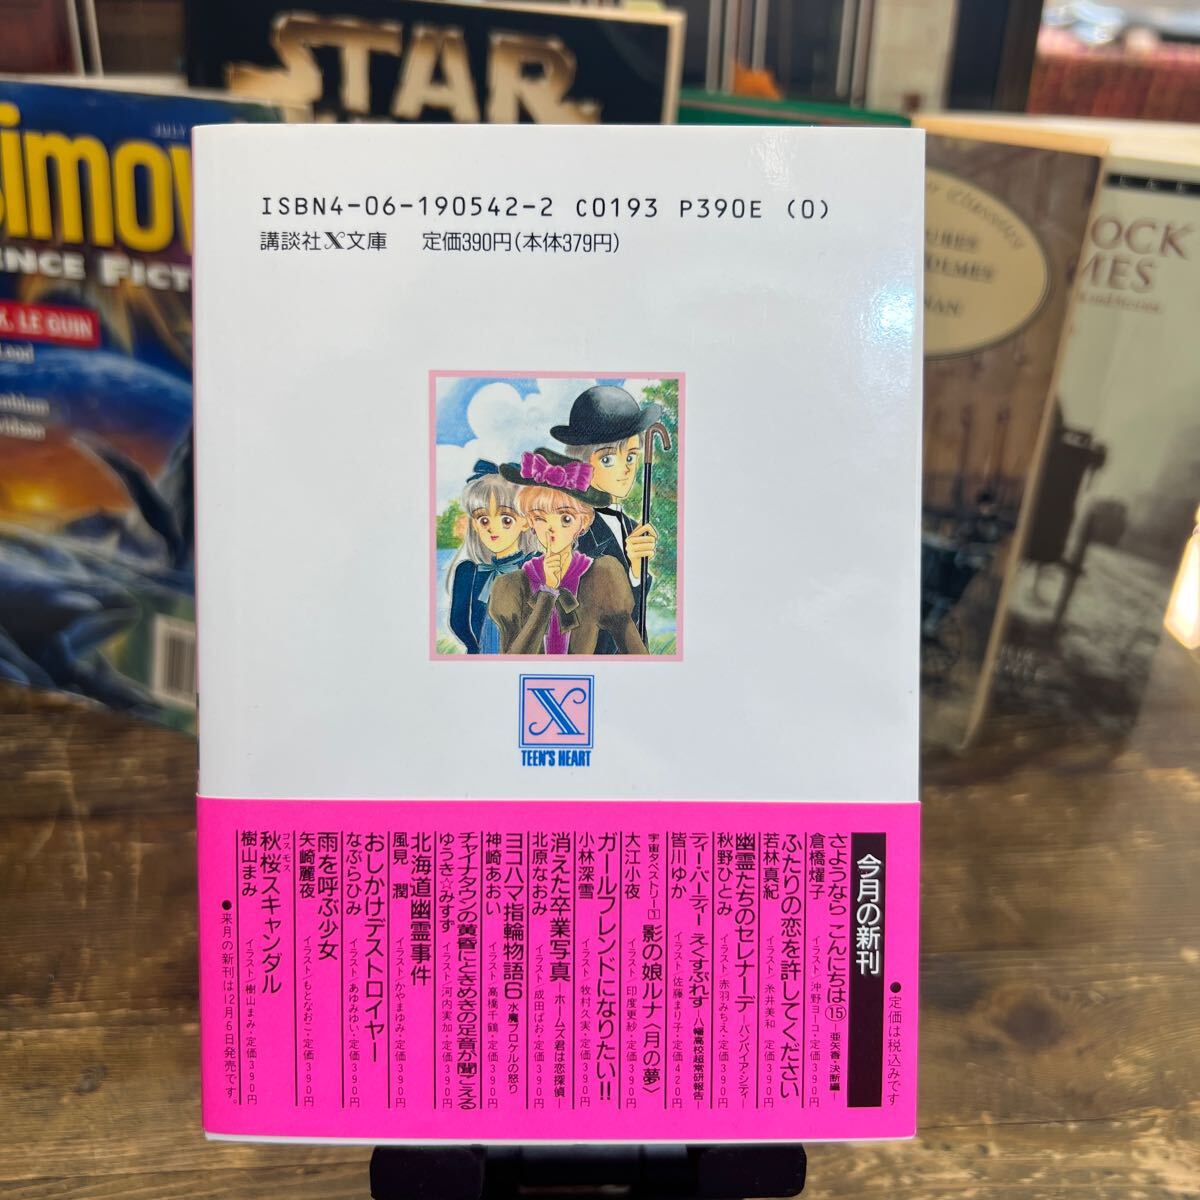 STAR
JULY
simov
ENCE FICTI
K. LE GUIN
OCK
MES
URES
OLMES
NAN
ISBN4-06-190542-2 C0193 P390E (0)
講談社X文庫 定価390円(本体379円)
X
TEEN'S HEART
●定価は税込みです
今月の新刊
さようなら こんにちは⑮―亜矢香・決断編―
倉橋燿子 イラスト/沖野ヨーコ・定価390円
ふたりの恋を許してください
若林真紀 イラスト/糸井美和 定価390円
幽霊たちのセレナーデ―バンパイア・シティ―
秋野ひとみ イラスト/赤羽みちえ・定価390円
ティー・パーティー えくすぷれす―八幡高校超常研報告―
皆川ゆか イラスト/佐藤まり子・定価420円
宇宙タペストリー① 影の娘ルナ〈月の夢〉
大江小夜 イラスト/印度更紗・定価390円
ガールフレンドになりたい!!
小林深雪 イラスト/牧村久実・定価390円
消えた卒業写真―ホームズ君は恋探偵―
北原なおみ イラスト/成田ばお・定価390円
ヨコハマ指輪物語6 水魔フロケルの怒り
神崎あおい イラスト/高橋千鶴・定価390円
チャイナタウンの黄昏にときめきの足音が聞こえる
ゆうき☆みすず イラスト/河内実加・定価390円
北海道幽霊事件
風見 潤 イラスト/かやまゆみ・定価390円
おしかけデストロイヤー
なぶらひみ イラスト/あゆみゆい・定価390円
雨を呼ぶ少女
矢崎麗夜 イラスト/もとなおこ・定価390円
秋桜スキャンダル
コスモス
樹山まみ イラスト/樹山まみ・定価390円
●来月の新刊は12月6日発売です。